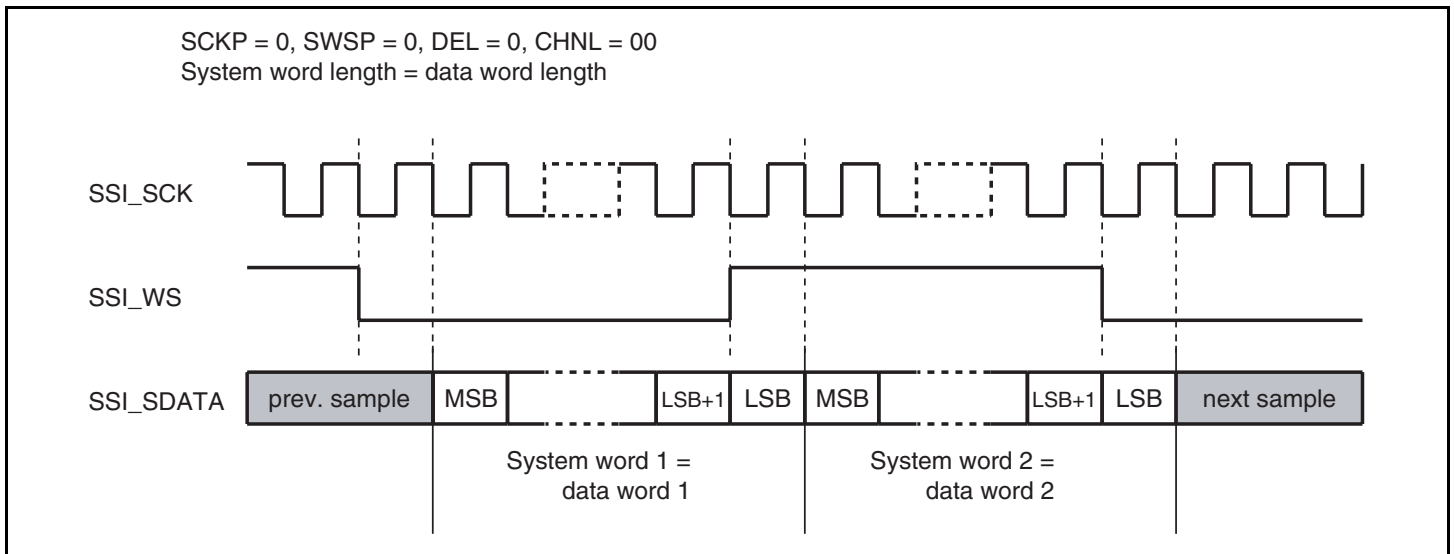 SCKP = 0, SWSP = 0, DEL = 0, CHNL = 00
System word length = data word length
SSI_SCK
SSI_WS
SSI_SDATA
prev. sample
MSB
LSB+1
LSB
MSB
LSB+1
LSB
next sample
System word 1 =
data word 1
System word 2 =
data word 2